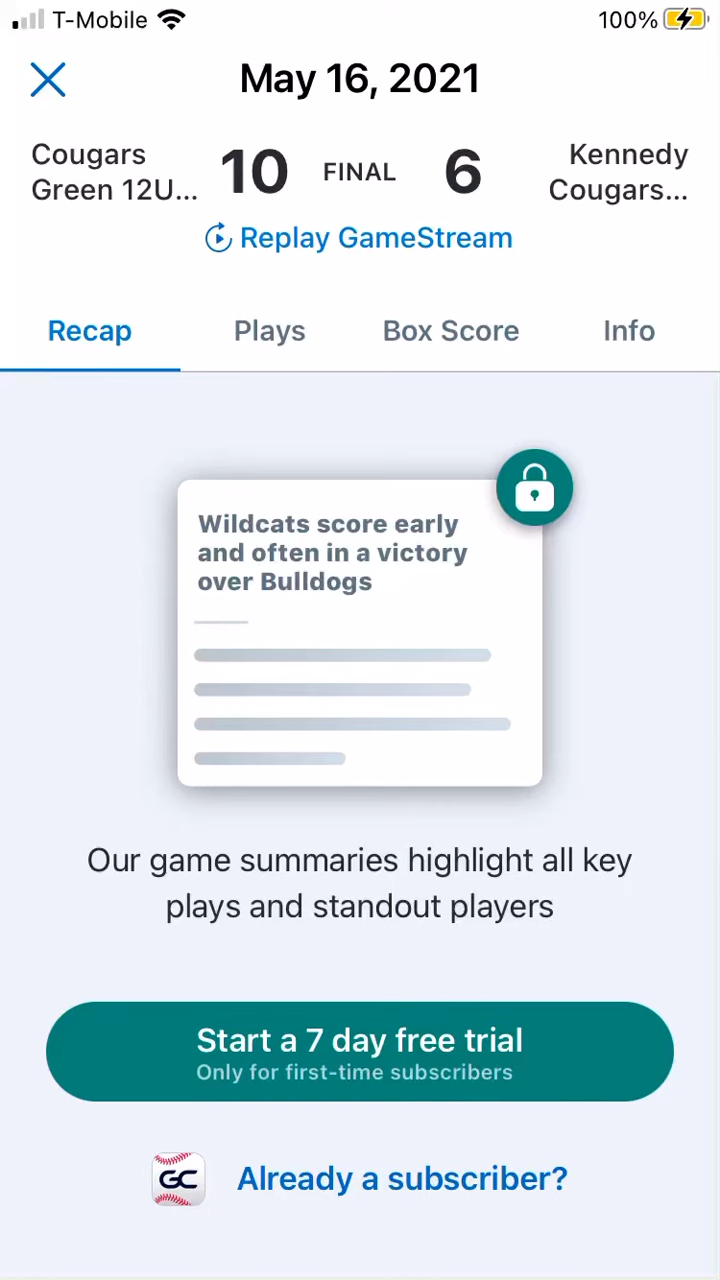 T-Mobile 100%
May 16, 2021
Cougars
Green 12U... 10 FINAL 6 Kennedy
Cougars...
Replay GameStream
Recap Plays Box Score Info
Wildcats score early
and often in a victory
over Bulldogs
Our game summaries highlight all key
plays and standout players
Start a 7 day free trial
Only for first-time subscribers
GC Already a subscriber?